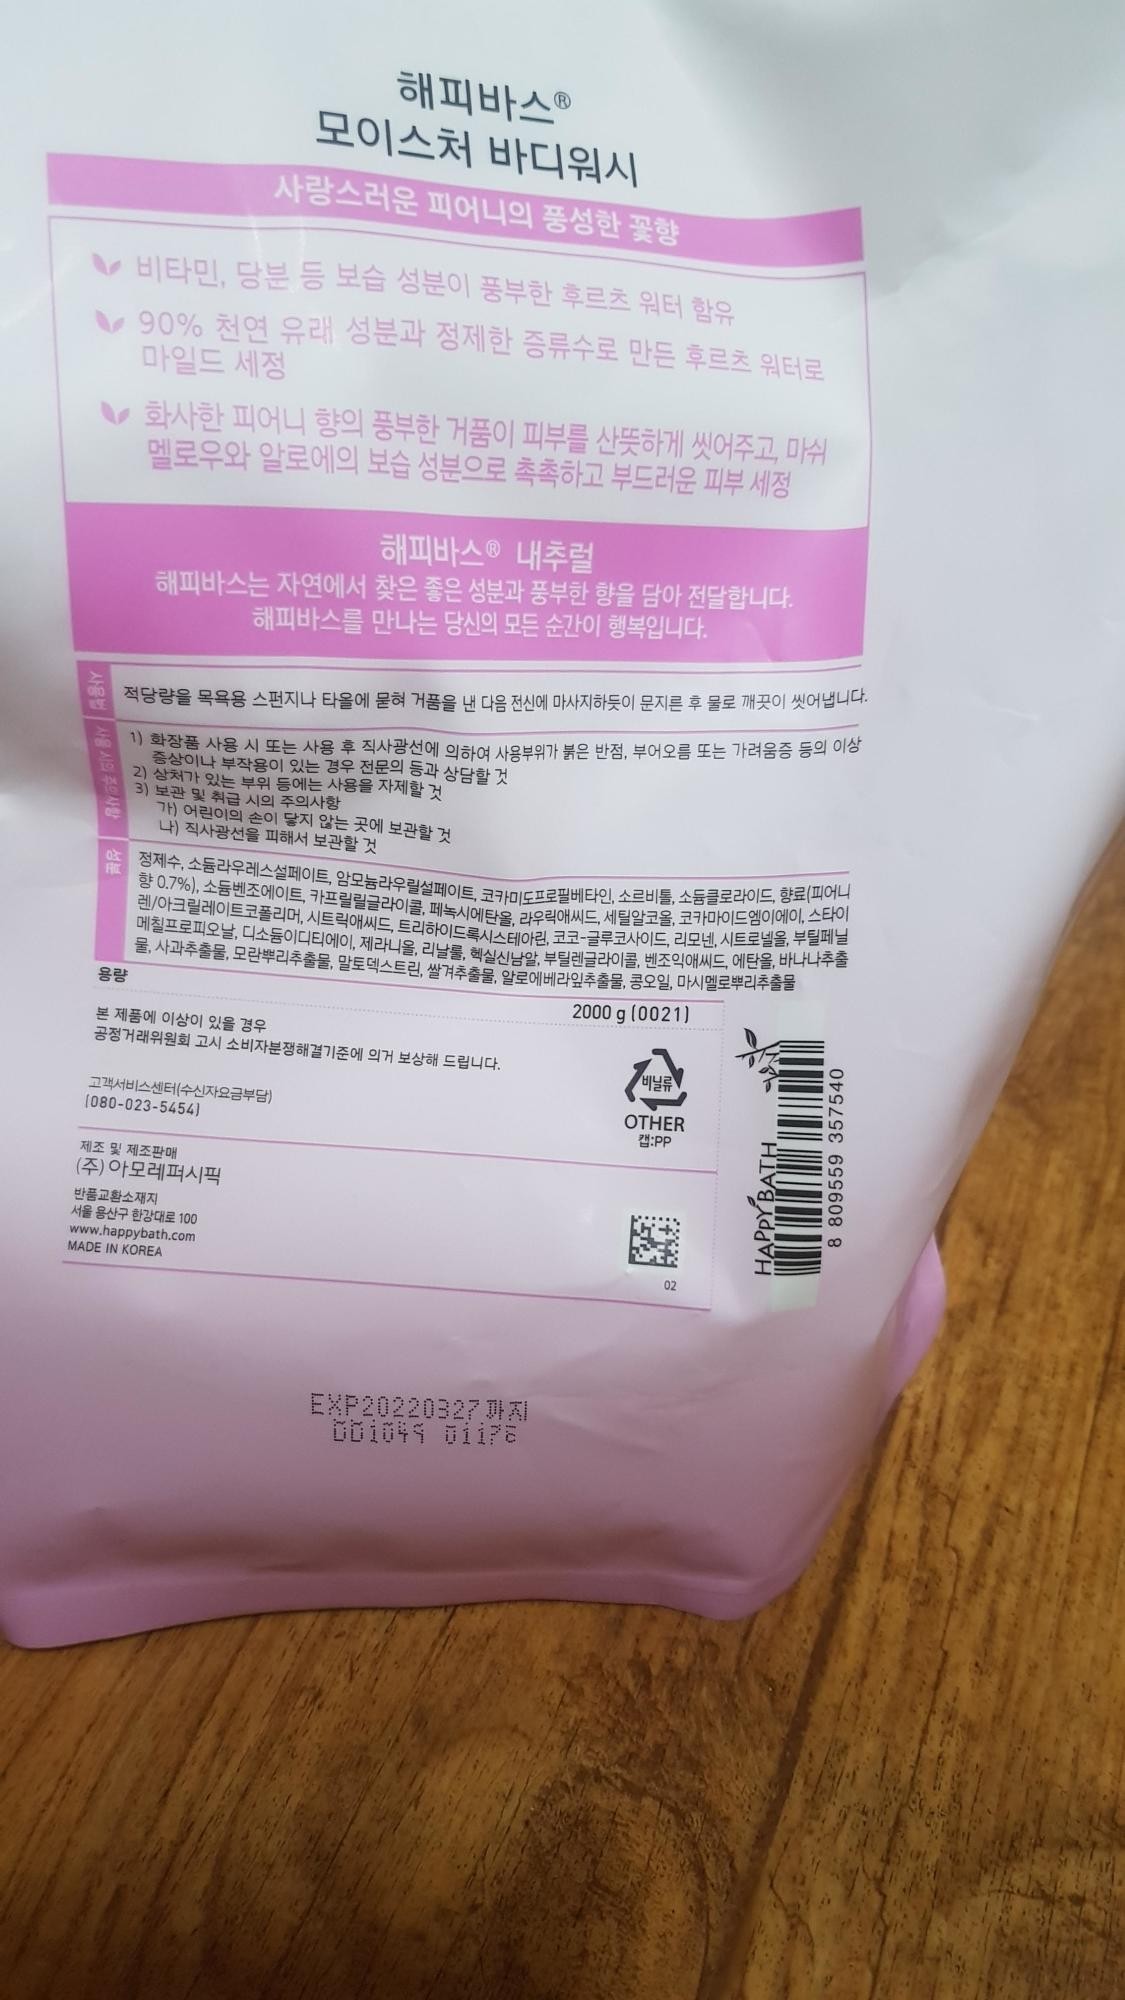 해피바스®
모이스처 바디워시
사랑스러운 피어니의 풍성한 꽃향
비타민, 당분 등 보습 성분이 풍부한 후르츠 워터 함유
90% 천연 유래 성분과 정제한 증류수로 만든 후르츠 워터로
마일드 세정
화사한 피어니 향의 풍부한 거품이 피부를 산뜻하게 씻어주고, 마쉬
멜로우와 알로에의 보습 성분으로 촉촉하고 부드러운 피부 세정
해피바스® 내추럴
해피바스는 자연에서 찾은 좋은 성분과 풍부한 향을 담아 전달합니다.
해피바스를 만나는 당신의 모든 순간이 행복입니다.
사용법
적당량을 목욕용 스펀지나 타올에 묻혀 거품을 낸 다음 전신에 마사지하듯이 문지른 후 물로 깨끗이 씻어냅니다.
사용 시의 주의사항
1) 화장품 사용 시 또는 사용 후 직사광선에 의하여 사용부위가 붉은 반점, 부어오름 또는 가려움증 등의 이상
증상이나 부작용이 있는 경우 전문의 등과 상담할 것
2) 상처가 있는 부위 등에는 사용을 자제할 것
3) 보관 및 취급 시의 주의사항
가) 어린이의 손이 닿지 않는 곳에 보관할 것
나) 직사광선을 피해서 보관할 것
성분
정제수, 소듐라우레스설페이트, 암모늄라우릴설페이트, 코카미도프로필베타인, 소르비톨, 소듐클로라이드, 향료(피어니
향 0.7%), 소듐벤조에이트, 카프릴릴글라이콜, 페녹시에탄올, 라우릭애씨드, 세틸알코올, 코카마이드엠이에이, 스타이
렌/아크릴레이트코폴리머, 시트릭애씨드, 트리하이드록시스테아린, 코코-글루코사이드, 리모넨, 시트로넬올, 부틸페닐
메칠프로피오날, 디소듐이디티에이, 제라니올, 리날룰, 헥실신남알, 부틸렌글라이콜, 벤조익애씨드, 에탄올, 바나나추출
물, 사과추출물, 모란뿌리추출물, 말토덱스트린, 쌀겨추출물, 알로에베라잎추출물, 콩오일, 마시멜로뿌리추출물
용량
2000 g (0021)
본 제품에 이상이 있을 경우
공정거래위원회 고시 소비자분쟁해결기준에 의거 보상해 드립니다.
고객서비스센터(수신자요금부담)
(080-023-5454)
비닐류
OTHER
캡:PP
제조 및 제조판매
(주)아모레퍼시픽
반품교환소재지
서울 용산구 한강대로 100
www.happybath.com
MADE IN KOREA
02
HAPPY BATH
8 809559 357540
EXP20220327까지